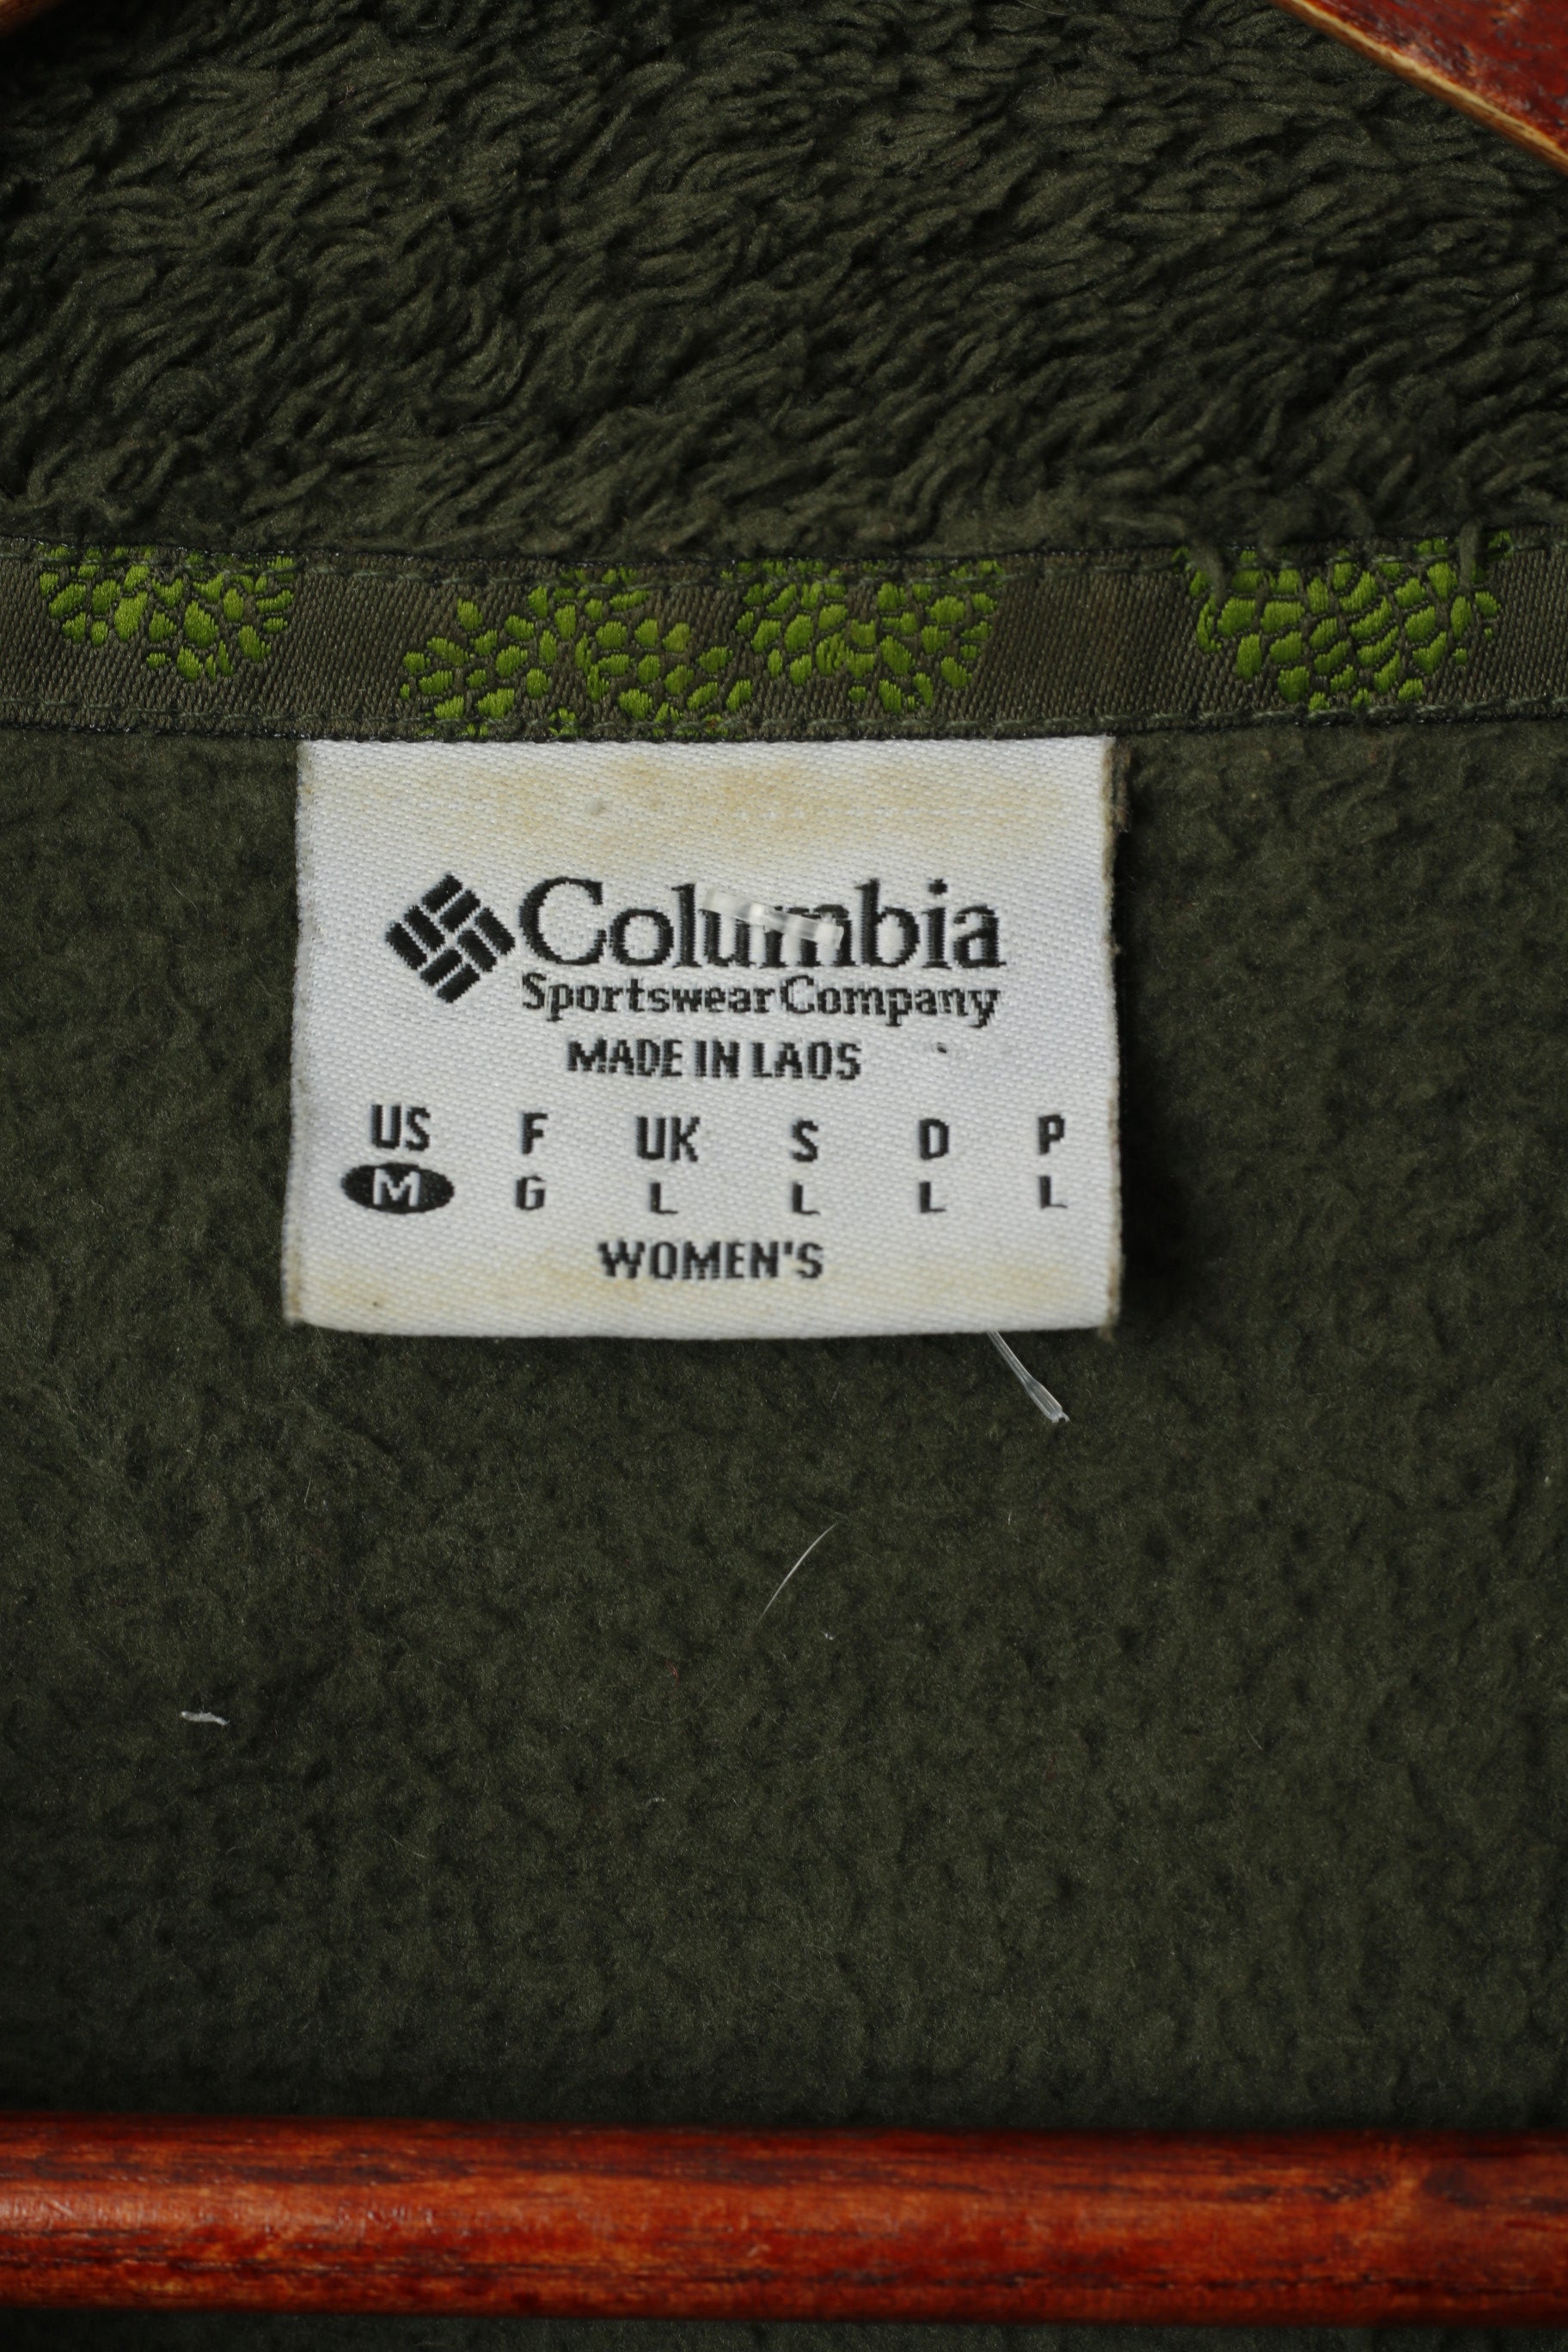 Columbia
Sportswear Company
MADE IN LAOS
US F UK S D P
M G L L L L
WOMEN'S